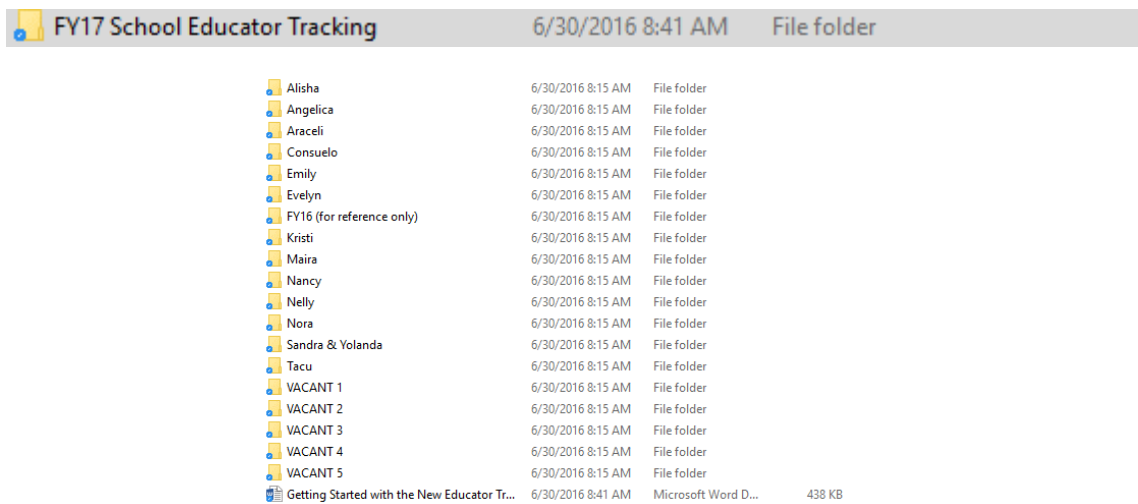 FY17 School Educator Tracking 6/30/2016 8:41 AM File folder
Alisha 6/30/2016 8:15 AM File folder
Angelica 6/30/2016 8:15 AM File folder
Araceli 6/30/2016 8:15 AM File folder
Consuelo 6/30/2016 8:15 AM File folder
Emily 6/30/2016 8:15 AM File folder
Evelyn 6/30/2016 8:15 AM File folder
FY16 (for reference only) 6/30/2016 8:15 AM File folder
Kristi 6/30/2016 8:15 AM File folder
Maira 6/30/2016 8:15 AM File folder
Nancy 6/30/2016 8:15 AM File folder
Nelly 6/30/2016 8:15 AM File folder
Nora 6/30/2016 8:15 AM File folder
Sandra & Yolanda 6/30/2016 8:15 AM File folder
Tacu 6/30/2016 8:15 AM File folder
VACANT 1 6/30/2016 8:15 AM File folder
VACANT 2 6/30/2016 8:15 AM File folder
VACANT 3 6/30/2016 8:15 AM File folder
VACANT 4 6/30/2016 8:15 AM File folder
VACANT 5 6/30/2016 8:15 AM File folder
Getting Started with the New Educator Tr... 6/30/2016 8:41 AM Microsoft Word D... 438 KB